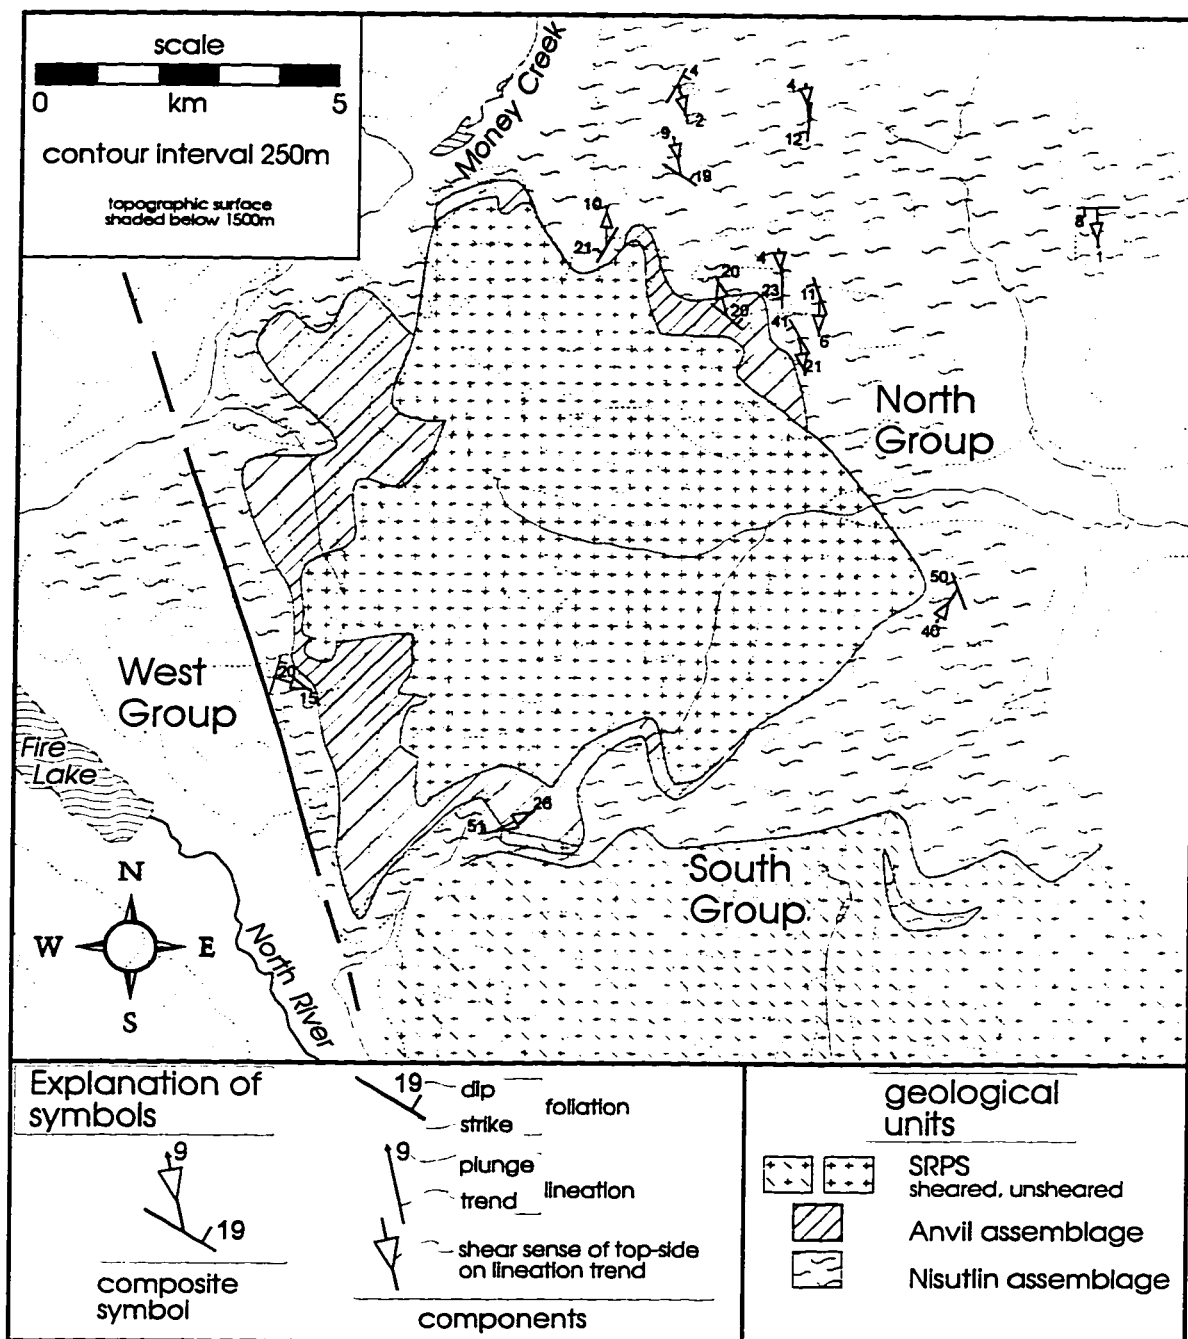 scale
0 km 5
contour interval 250m
topographic surface
shaded below 1500m
Money Creek
4
2
4
12
9
19
10
21
8
1
4
23
20
29
11
6
41
21
North
Group
50
40
West
Group
20
15
Fire
Lake
26
51
South
Group
N
W E
S
North River
Explanation of
symbols
9
19
composite
symbol
19 dip
strike
foliation
9 plunge
trend
lineation
shear sense of top-side
on lineation trend
components
geological
units
SRPS
sheared, unsheared
Anvil assemblage
Nisutlin assemblage